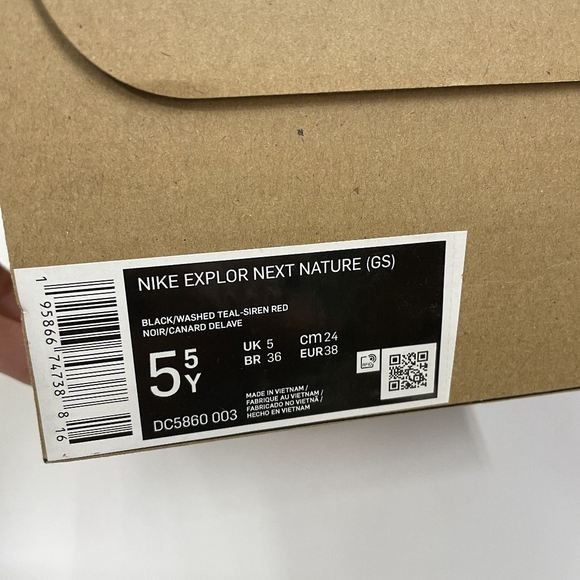 NIKE EXPLOR NEXT NATURE (GS)
BLACK/WASHED TEAL-SIREN RED
NOIR/CANARD DELAVE
5 5 Y
UK 5 cm 24
BR 36 EUR 38
DC5860 003
MADE IN VIETNAM /
FABRIQUE AU VIETNAM /
FABRICADO NO VIETNÃ /
HECHO EN VIETNAM
1 95866 74738 8 16